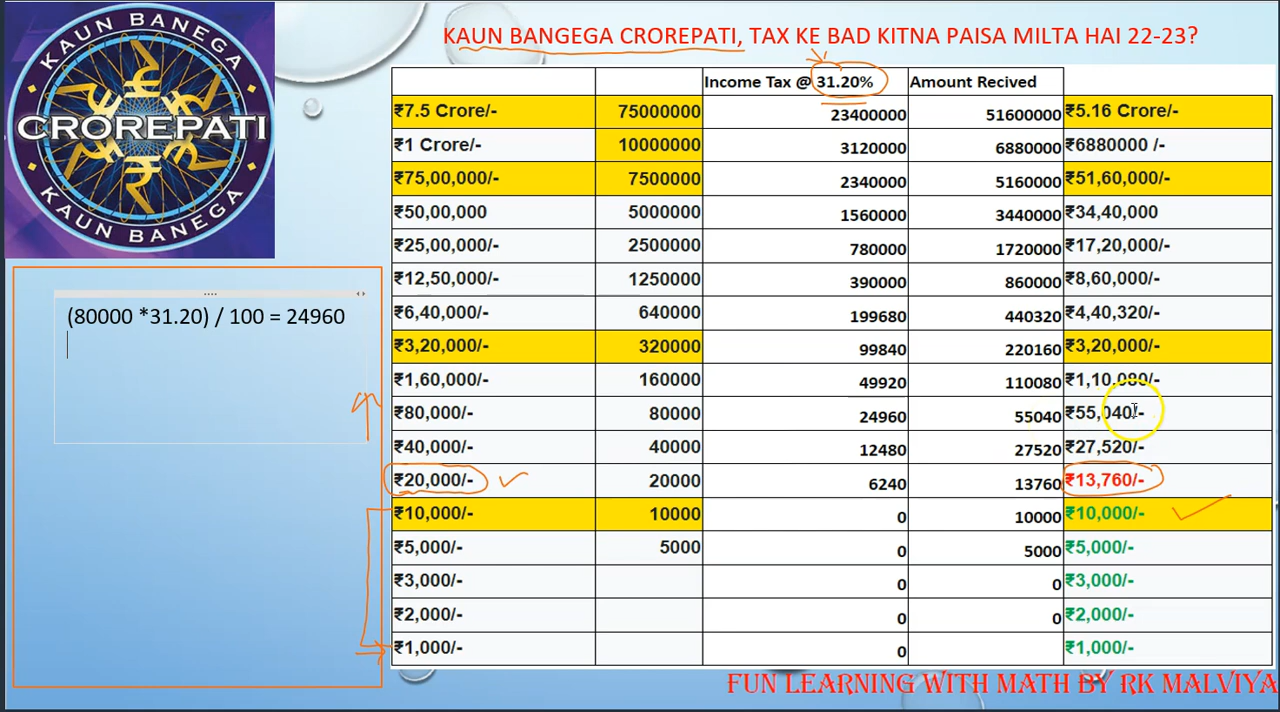 KAUN BANEGA
CROREPATI
KAUN BANEGA
KAUN BANGEGA CROREPATI, TAX KE BAD KITNA PAISA MILTA HAI 22-23?
Income Tax @ 31.20% Amount Recived
₹7.5 Crore/- 75000000 23400000 51600000 ₹5.16 Crore/-
₹1 Crore/- 10000000 3120000 6880000 ₹6880000 /-
₹75,00,000/- 7500000 2340000 5160000 ₹51,60,000/-
₹50,00,000 5000000 1560000 3440000 ₹34,40,000
₹25,00,000/- 2500000 780000 1720000 ₹17,20,000/-
₹12,50,000/- 1250000 390000 860000 ₹8,60,000/-
₹6,40,000/- 640000 199680 440320 ₹4,40,320/-
₹3,20,000/- 320000 99840 220160 ₹3,20,000/-
₹1,60,000/- 160000 49920 110080 ₹1,10,080/-
₹80,000/- 80000 24960 55040 ₹55,040/-
₹40,000/- 40000 12480 27520 ₹27,520/-
₹20,000/- 20000 6240 13760 ₹13,760/-
₹10,000/- 10000 0 10000 ₹10,000/-
₹5,000/- 5000 0 5000 ₹5,000/-
₹3,000/- 0 0 ₹3,000/-
₹2,000/- 0 0 ₹2,000/-
₹1,000/- 0 ₹1,000/-
(80000 *31.20) / 100 = 24960
FUN LEARNING WITH MATH BY RK MALVIYA